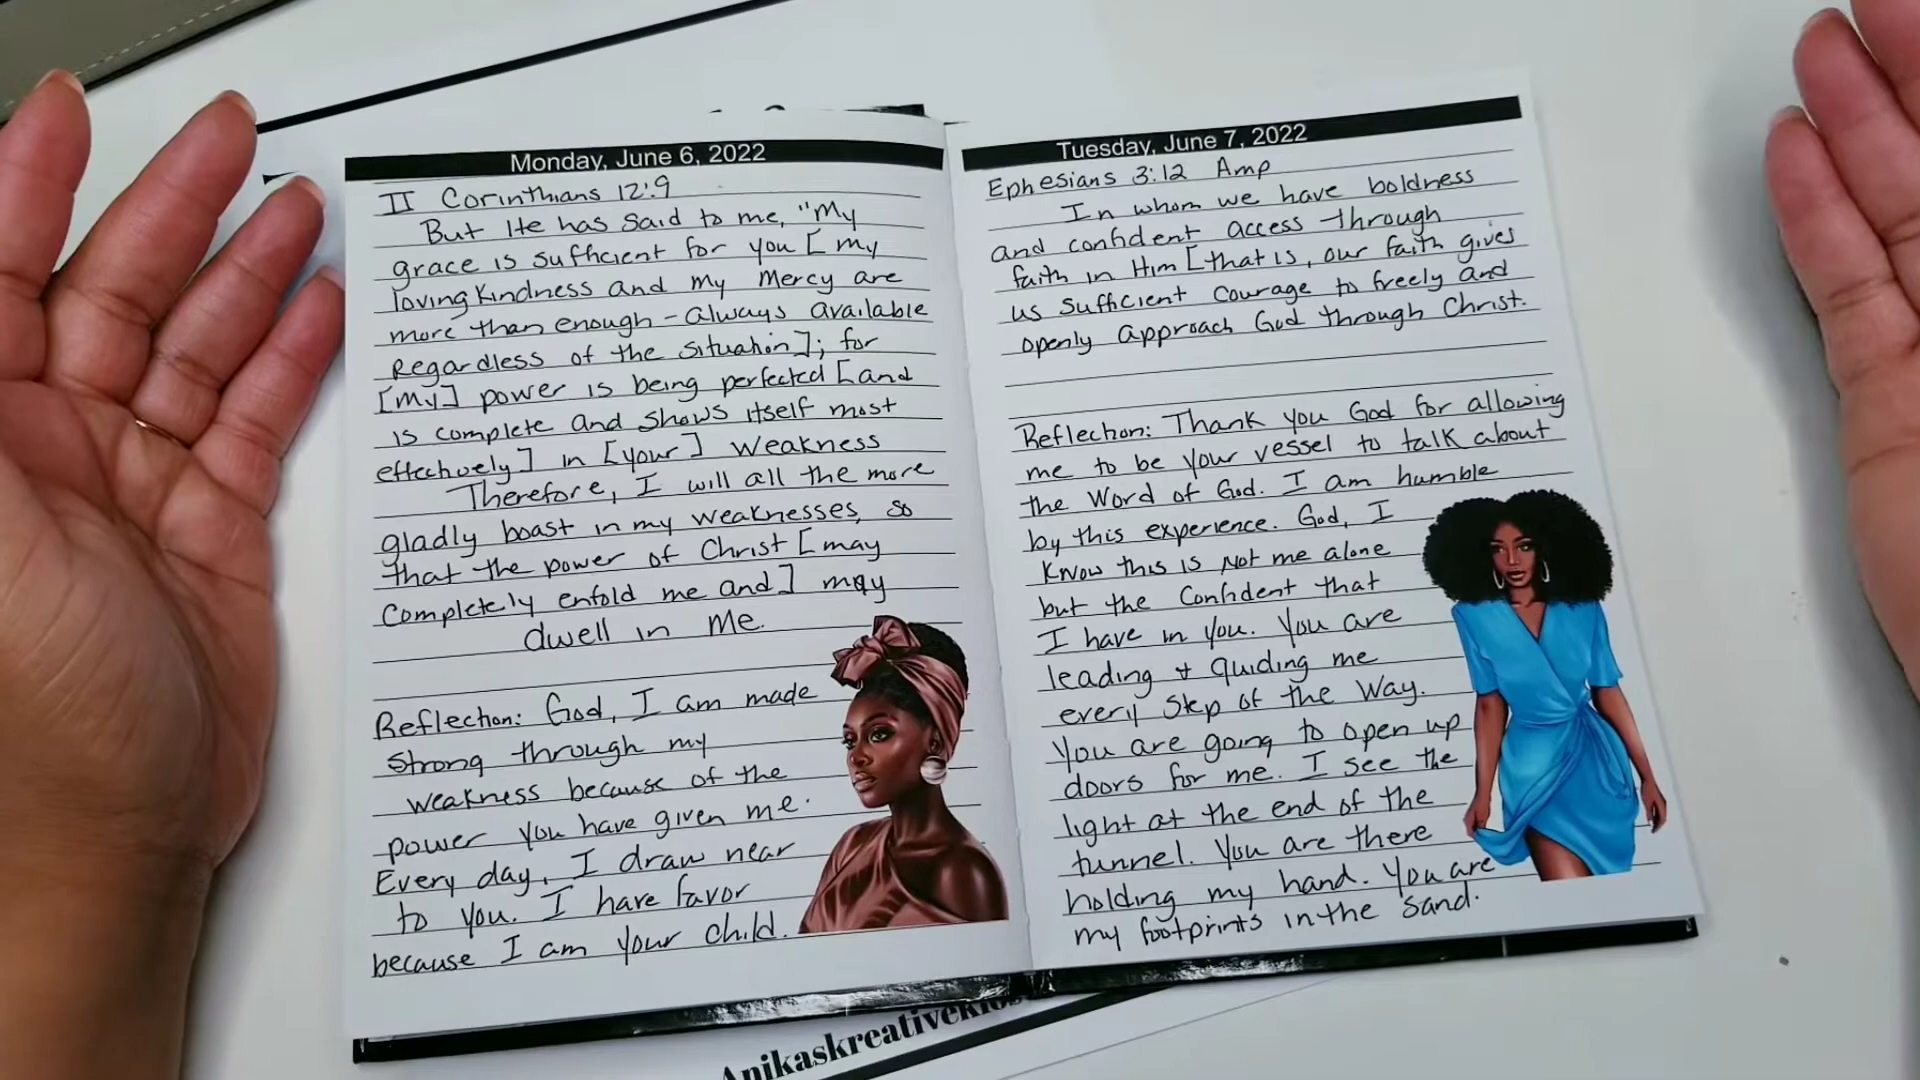 Monday, June 6, 2022
II Corinthians 12:9
But He has said to me, "My
grace is sufficient for you [my
loving kindness and my Mercy are
more than enough - always available
Regardless of the situation]; for
[my] power is being perfected [and
is complete and shows itself most
effectively] in [your] weakness
Therefore, I will all the more
gladly boast in my weaknesses, so
that the power of Christ [may
Completely enfold me and] may
dwell in Me.
Reflection: God, I am made
strong through my
weakness because of the
power you have given me.
Every day, I draw near
to you. I have favor
because I am your child.
Tuesday, June 7, 2022
Ephesians 3:12 Amp
In whom we have boldness
and confident access through
faith in Him [that is, our faith gives
us sufficient courage to freely and
openly approach God through Christ.
Reflection: Thank you God for allowing
me to be your vessel to talk about
the Word of God. I am humble
by this experience. God, I
Know this is Not me alone
but the Confident that
I have in you. You are
leading + guiding me
every step of the way.
You are going to open up
doors for me. I see the
light at the end of the
tunnel. You are there
holding my hand. You are
my footprints in the sand.